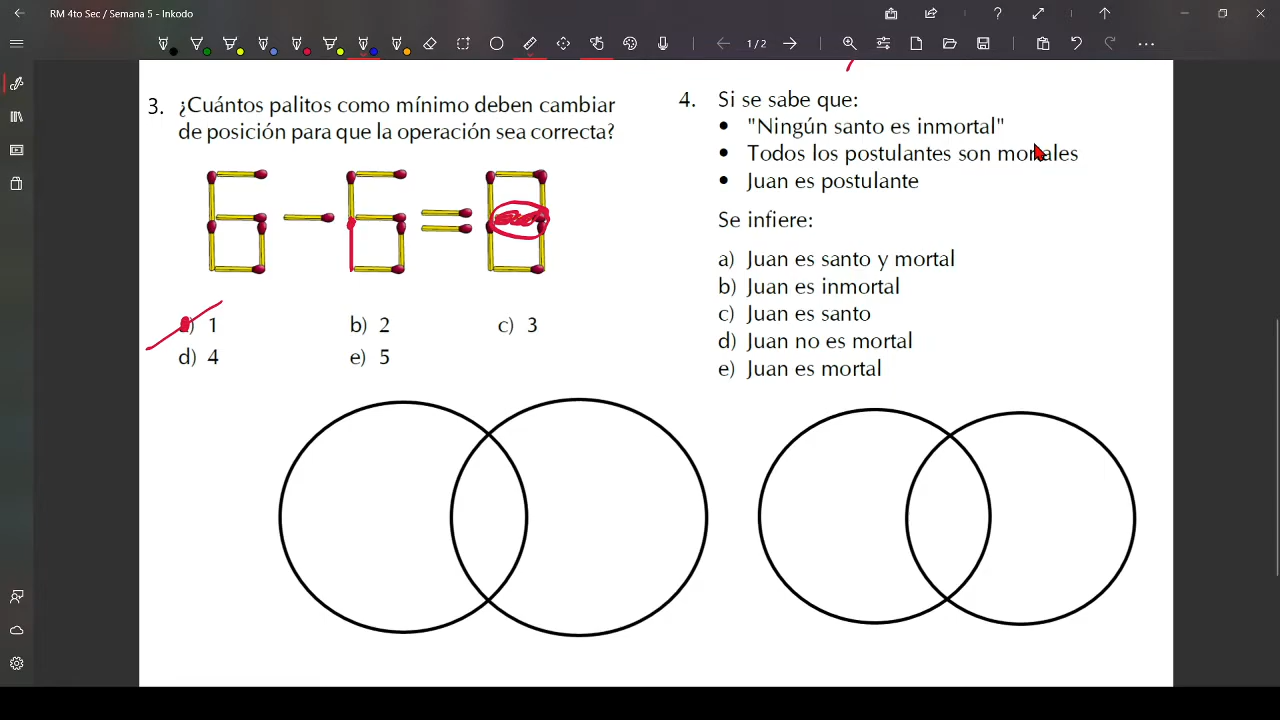 RM 4to Sec / Semana 5 - Inkodo
1/2
3. ¿Cuántos palitos como mínimo deben cambiar
de posición para que la operación sea correcta?
1
b) 2
c) 3
d) 4
e) 5
4. Si se sabe que:
• "Ningún santo es inmortal"
• Todos los postulantes son mortales
• Juan es postulante
Se infiere:
a) Juan es santo y mortal
b) Juan es inmortal
c) Juan es santo
d) Juan no es mortal
e) Juan es mortal